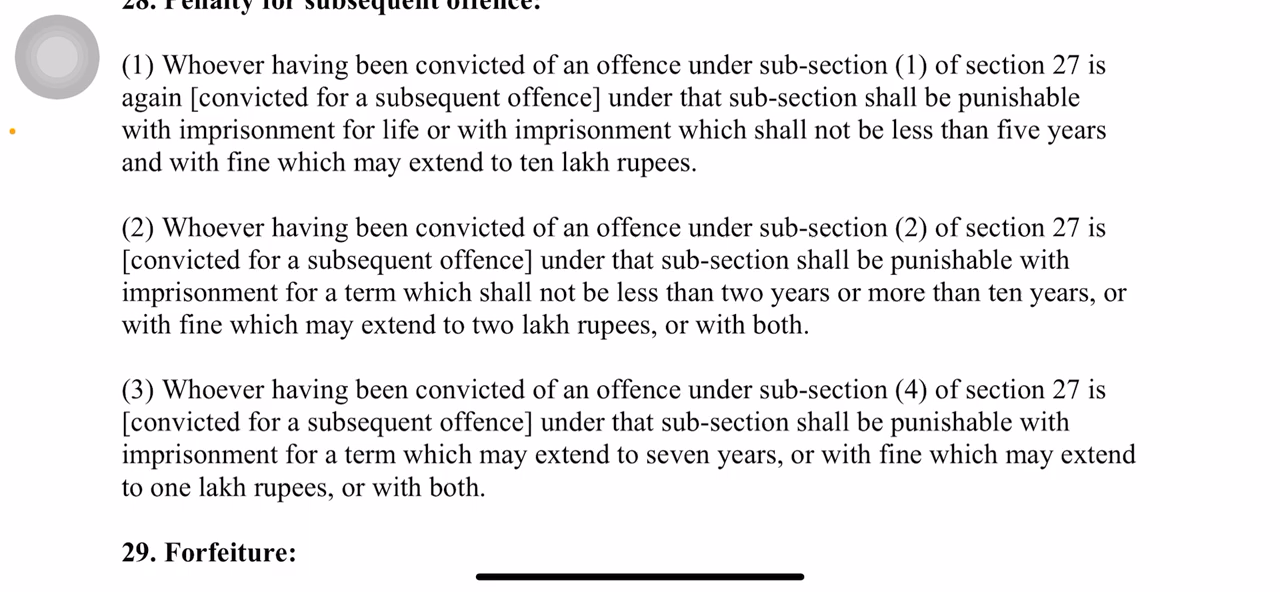 28. Penalty for subsequent offence:
(1) Whoever having been convicted of an offence under sub-section (1) of section 27 is
again [convicted for a subsequent offence] under that sub-section shall be punishable
with imprisonment for life or with imprisonment which shall not be less than five years
and with fine which may extend to ten lakh rupees.
(2) Whoever having been convicted of an offence under sub-section (2) of section 27 is
[convicted for a subsequent offence] under that sub-section shall be punishable with
imprisonment for a term which shall not be less than two years or more than ten years, or
with fine which may extend to two lakh rupees, or with both.
(3) Whoever having been convicted of an offence under sub-section (4) of section 27 is
[convicted for a subsequent offence] under that sub-section shall be punishable with
imprisonment for a term which may extend to seven years, or with fine which may extend
to one lakh rupees, or with both.
29. Forfeiture: